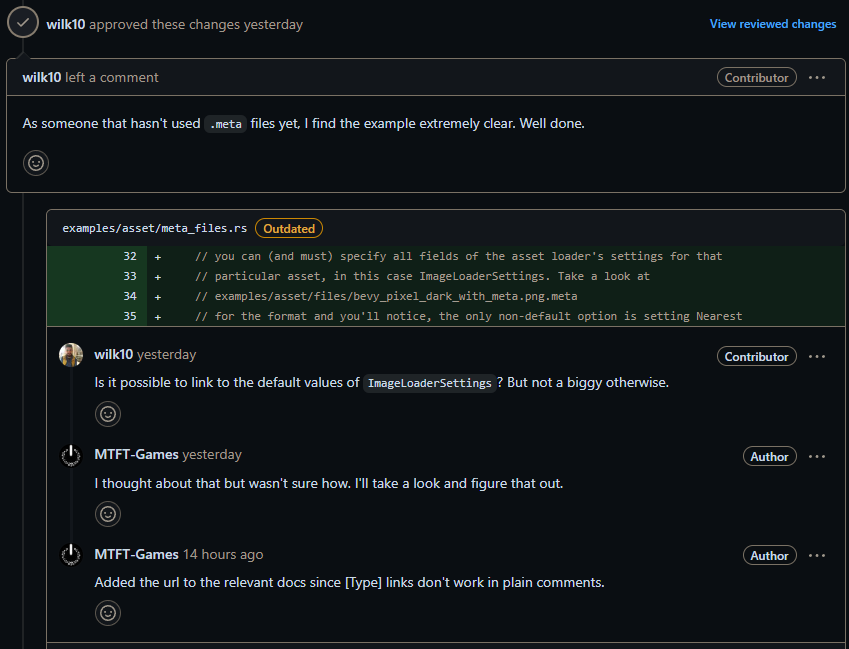 wilk10 approved these changes yesterday
View reviewed changes
wilk10 left a comment
Contributor
As someone that hasn't used .meta files yet, I find the example extremely clear. Well done.
examples/asset/meta_files.rs Outdated
32 + // you can (and must) specify all fields of the asset loader's settings for that
33 + // particular asset, in this case ImageLoaderSettings. Take a look at
34 + // examples/asset/files/bevy_pixel_dark_with_meta.png.meta
35 + // for the format and you'll notice, the only non-default option is setting Nearest
wilk10 yesterday
Contributor
Is it possible to link to the default values of ImageLoaderSettings? But not a biggy otherwise.
MTFT-Games yesterday
Author
I thought about that but wasn't sure how. I'll take a look and figure that out.
MTFT-Games 14 hours ago
Author
Added the url to the relevant docs since [Type] links don't work in plain comments.